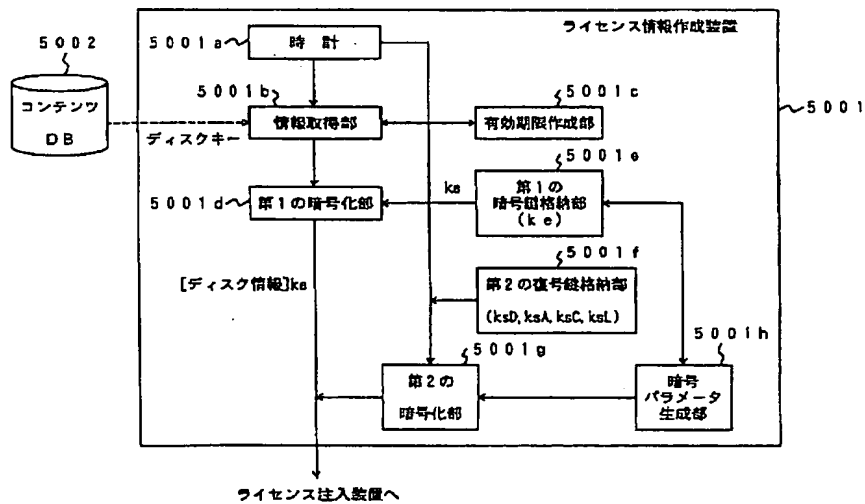 ライセンス情報作成装置
5002
コンテンツ
DB
5001a
時計
5001b
情報取得部
ディスクキー
5001c
有効期限作成部
5001
5001e
第1の
暗号鍵格納部
(ke)
ke
5001d
第1の暗号化部
[ディスク情報]ke
5001f
第2の復号鍵格納部
(ksD, ksA, ksC, ksL)
5001g
第2の
暗号化部
5001h
暗号
パラメータ
生成部
ライセンス注入装置へ